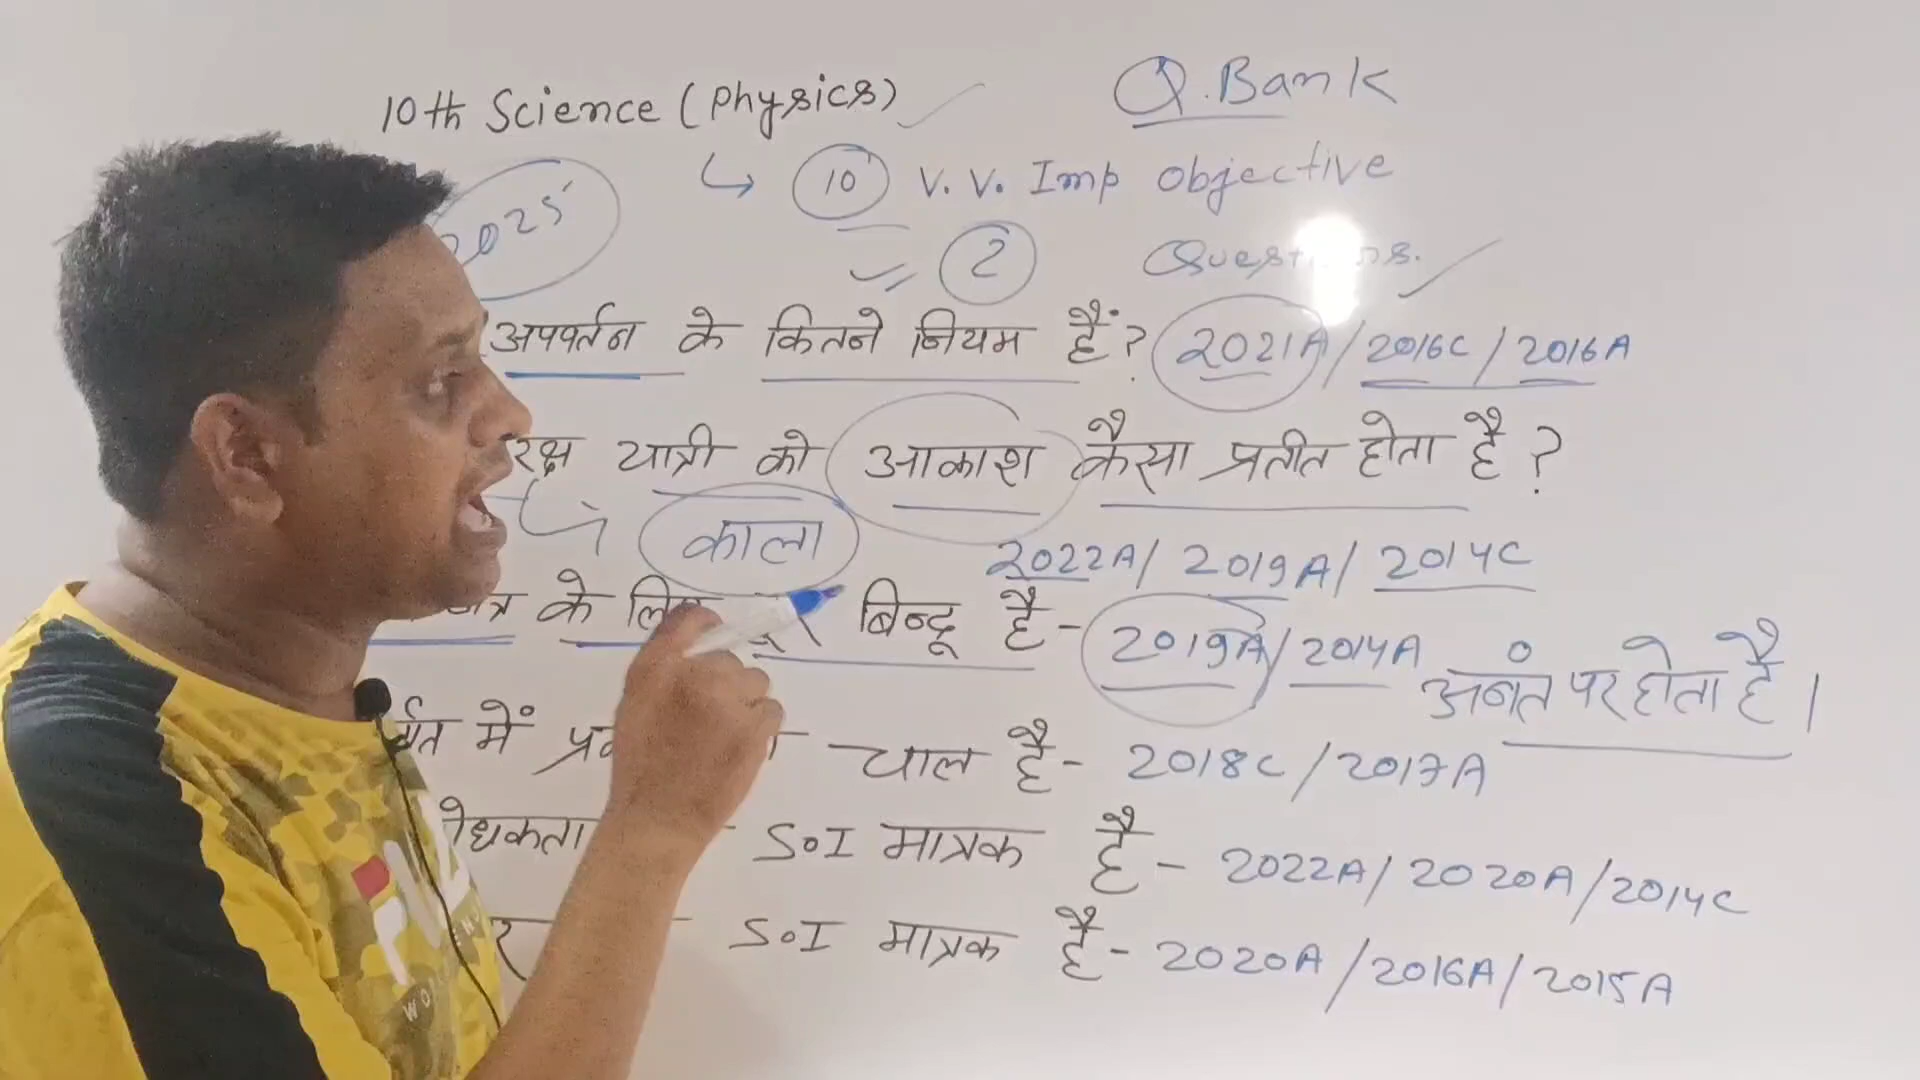 10th Science (Physics)
Q. Bank
2025
↳ 10 V. V. Imp objective
2 Questions.
अपवर्तन के कितने नियम हैं? 2021A/2016C/2016A
रक्ष यात्री को आकाश कैसा प्रतीत होता है?
काला
2022A/2019A/2014C
के लिए बिन्दू है- 2019A/2014A अनंत पर होता है।
में चाल है- 2018C/2017A
S.I मात्रक है- 2022A/2020A/2014C
S.I मात्रक है- 2020A/2016A/2015A